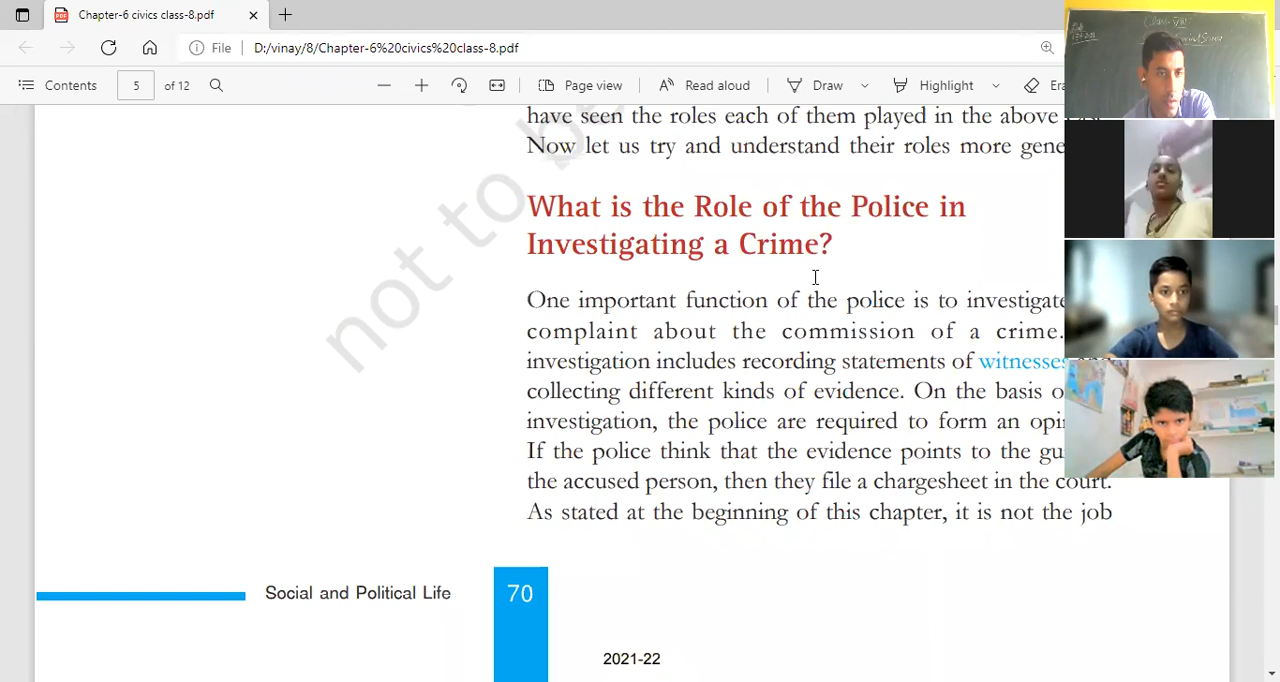 Chapter-6 civics class-8.pdf
File D:/vinay/8/Chapter-6%20civics%20class-8.pdf
Contents 5 of 12 Page view Read aloud Draw Highlight Era
have seen the roles each of them played in the above
Now let us try and understand their roles more gene
What is the Role of the Police in
Investigating a Crime?
One important function of the police is to investigate
complaint about the commission of a crime.
investigation includes recording statements of witnesses
collecting different kinds of evidence. On the basis o
investigation, the police are required to form an opi
If the police think that the evidence points to the gu
the accused person, then they file a chargesheet in the court.
As stated at the beginning of this chapter, it is not the job
not to be
Social and Political Life 70
2021-22